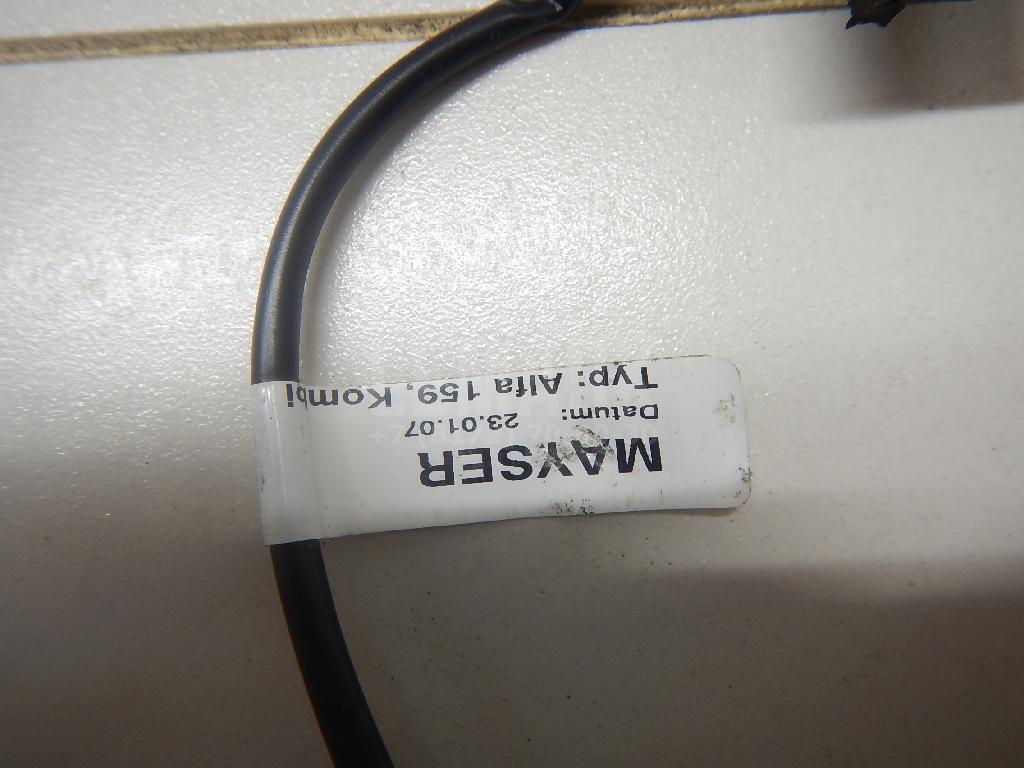 MAYSER
Datum: 23.01.07
Typ: Alfa 159, Kombi